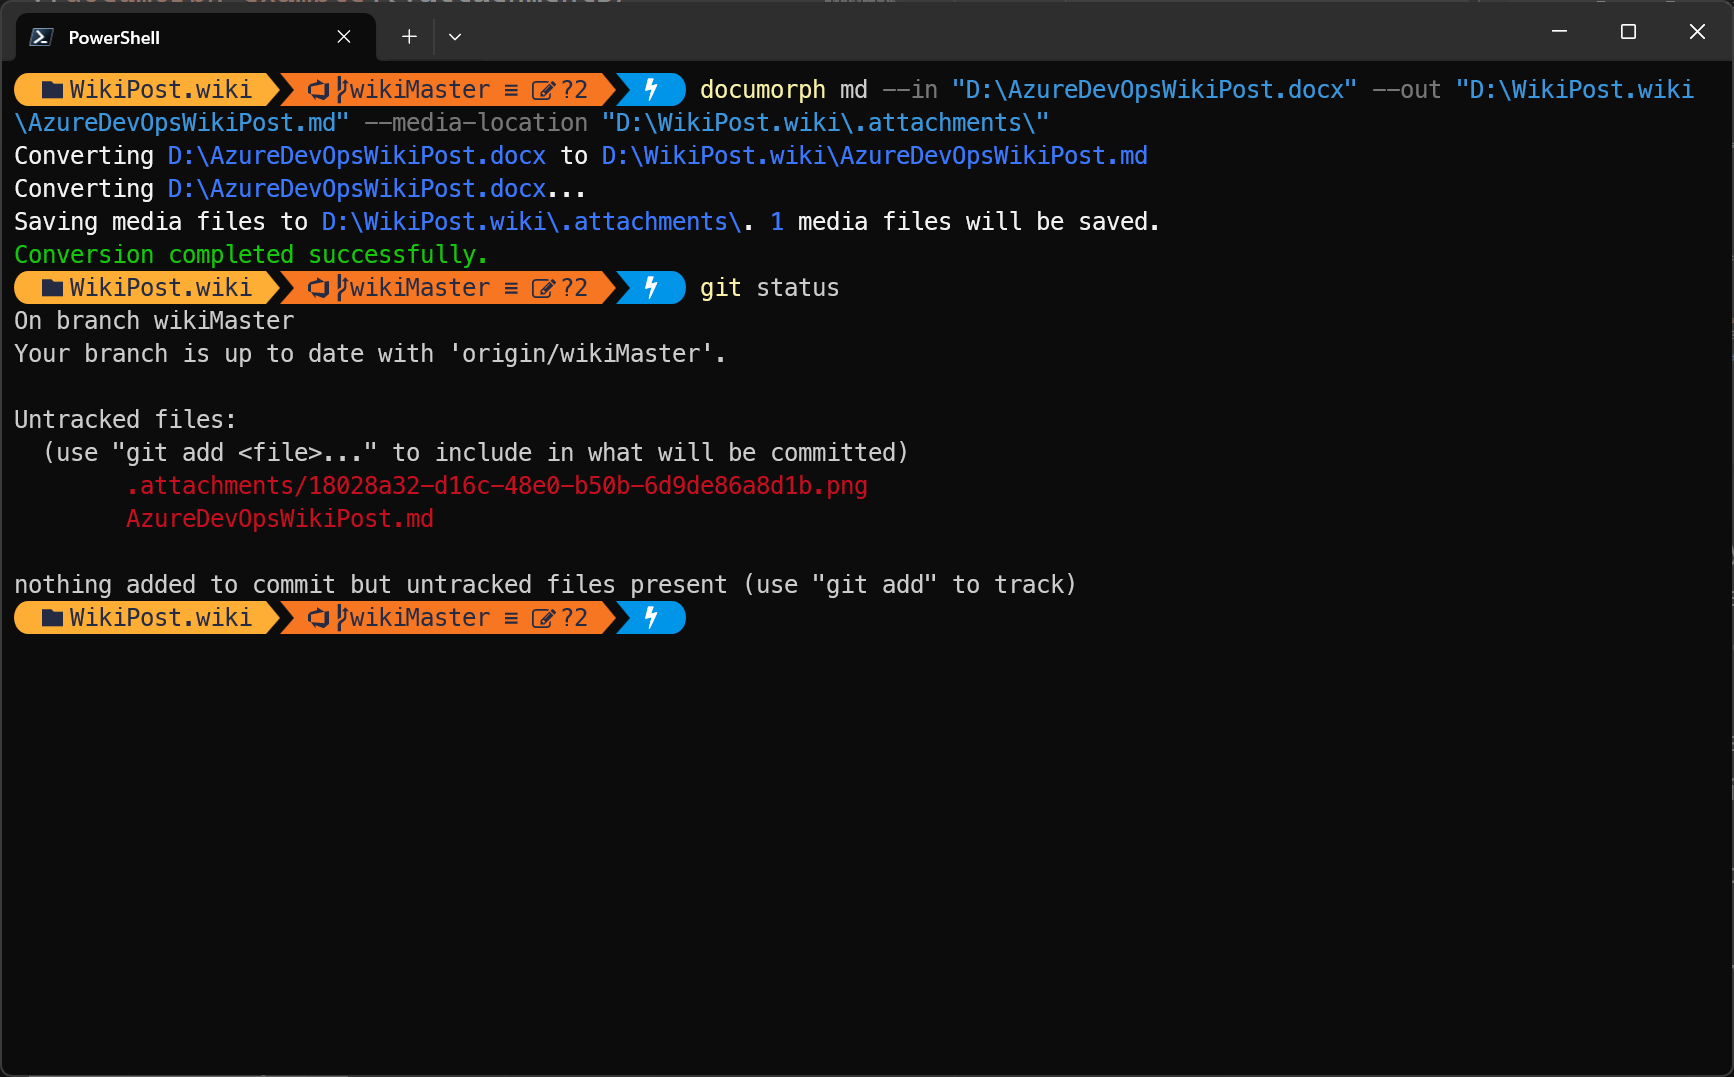 PowerShell
WikiPost.wiki wikiMaster ≡ ?2 documorph md --in "D:\AzureDevOpsWikiPost.docx" --out "D:\WikiPost.wiki
\AzureDevOpsWikiPost.md" --media-location "D:\WikiPost.wiki\.attachments\"
Converting D:\AzureDevOpsWikiPost.docx to D:\WikiPost.wiki\AzureDevOpsWikiPost.md
Converting D:\AzureDevOpsWikiPost.docx...
Saving media files to D:\WikiPost.wiki\.attachments\. 1 media files will be saved.
Conversion completed successfully.
WikiPost.wiki wikiMaster ≡ ?2 git status
On branch wikiMaster
Your branch is up to date with 'origin/wikiMaster'.
Untracked files:
(use "git add <file>..." to include in what will be committed)
.attachments/18028a32-d16c-48e0-b50b-6d9de86a8d1b.png
AzureDevOpsWikiPost.md
nothing added to commit but untracked files present (use "git add" to track)
WikiPost.wiki wikiMaster ≡ ?2